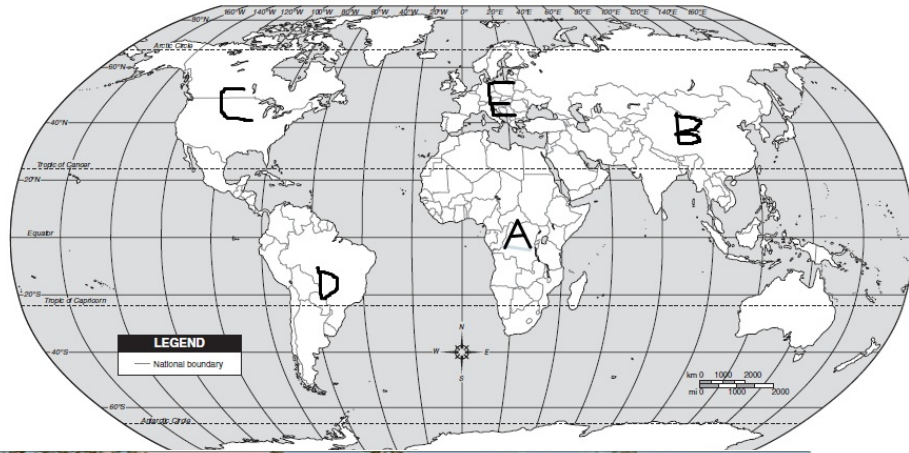 160°W 140°W 120°W 100°W 80°W 60°W 40°W 20°W 0° 20°E 40°E 60°E 80°E 100°E 120°E 140°E 160°E
80°N
Arctic Circle
60°N
C
E
40°N
B
Tropic of Cancer
20°N
Equator
A
D
20°S
Tropic of Capricorn
LEGEND
National boundary
N
W E
S
40°S
km 0 1000 2000
mi 0 1000 2000
60°S
Antarctic Circle